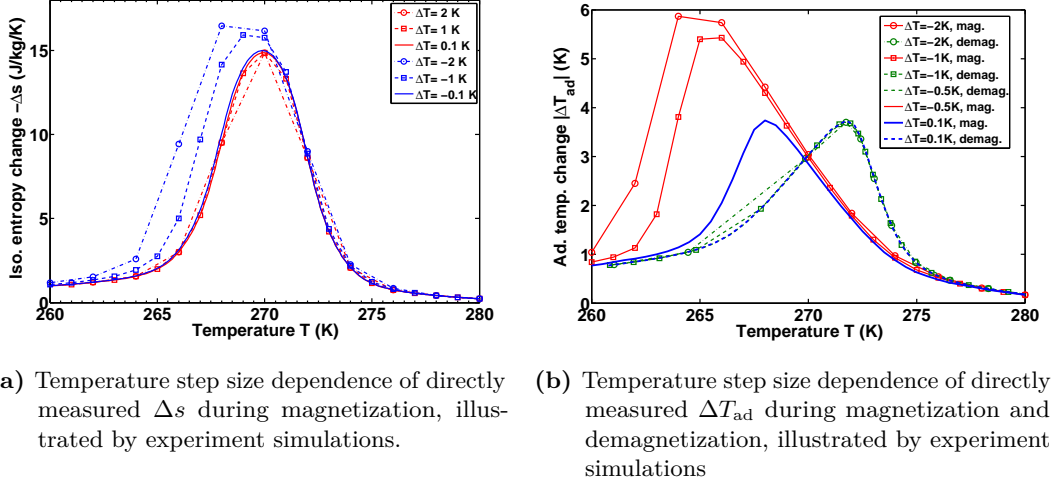 Iso. entropy change -Δs (J/kg/K)
15
10
5
0
260
265
270
275
280
Temperature T (K)
ΔT= 2 K
ΔT= 1 K
ΔT= 0.1 K
ΔT= -2 K
ΔT= -1 K
ΔT= -0.1 K
Ad. temp. change |ΔT_ad| (K)
6
5
4
3
2
1
0
260
265
270
275
280
Temperature T (K)
ΔT=-2K, mag.
ΔT=-2K, demag.
ΔT=-1K, mag.
ΔT=-1K, demag.
ΔT=-0.5K, demag.
ΔT=-0.5K, mag.
ΔT=0.1K, mag.
ΔT=0.1K, demag.
a) Temperature step size dependence of directly
measured Δs during magnetization, illus-
trated by experiment simulations.
(b) Temperature step size dependence of directly
measured ΔT_ad during magnetization and
demagnetization, illustrated by experiment
simulations